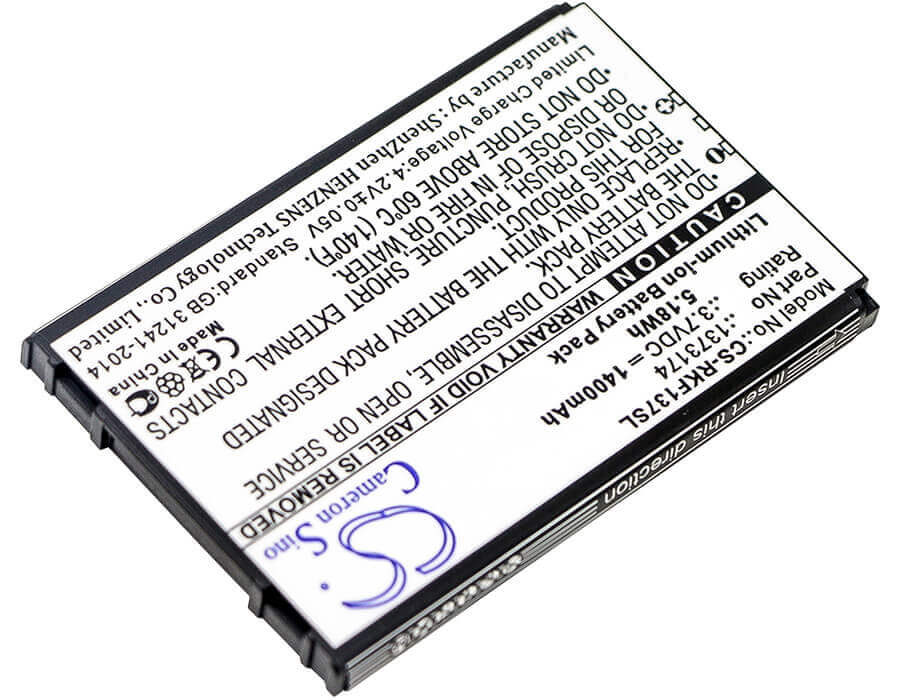 Model No.:CS-RKF137SL
Part No :1373174
Rating :3.7VDC ⎓ 1400mAh
5.18Wh
Lithium-Ion Battery Pack
CAUTION WARRANTY VOID IF LABEL IS REMOVED
•DO NOT ATTEMPT TO DISASSEMBLE, OPEN OR SERVICE
THE BATTERY PACK.
•REPLACE ONLY WITH THE BATTERY PACK DESIGNATED
FOR THIS PRODUCT.
•DO NOT CRUSH, PUNCTURE, SHORT EXTERNAL CONTACTS
OR DISPOSE OF IN FIRE OR WATER.
•DO NOT STORE ABOVE 60°C (140°F).
Limited Charge Voltage:4.2V±0.05V Standard:GB 31241-2014
Manufacture by :ShenZhen HENZENS Technology Co., Limited
Made in China
CE
CS
Cameron Sino
Insert this direction